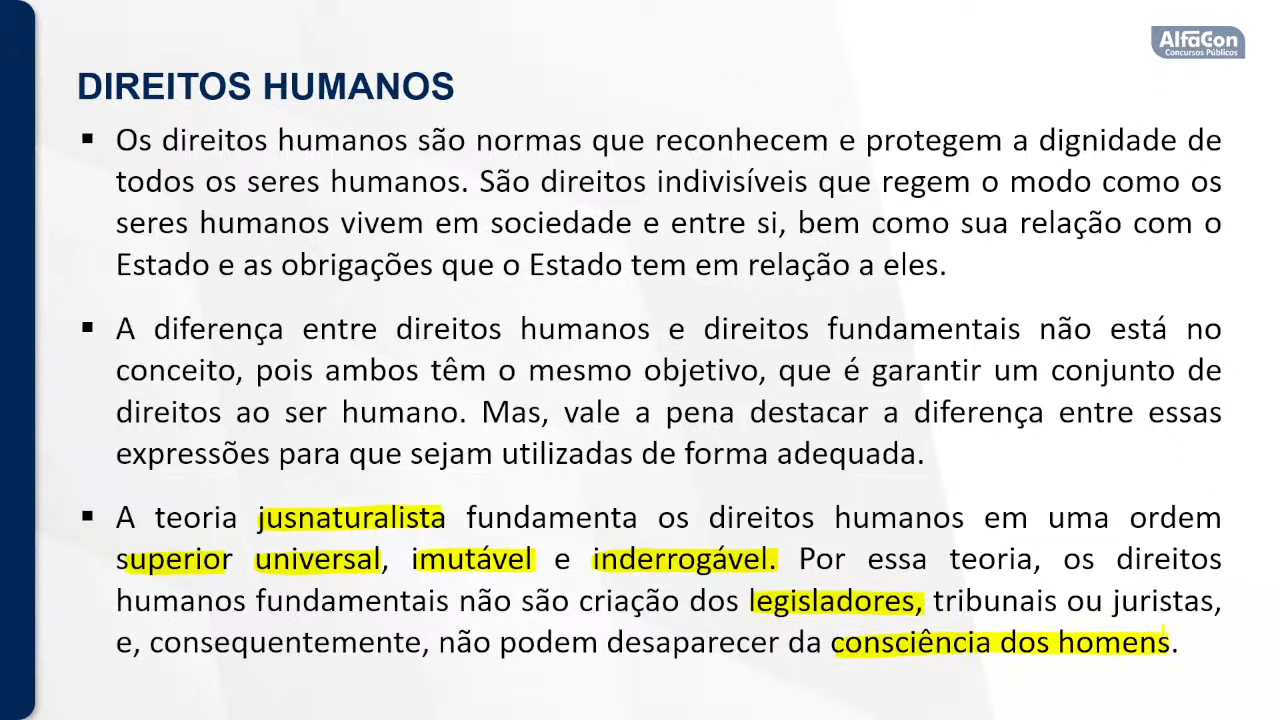 AlfaCon
Concursos Públicos
DIREITOS HUMANOS
▪ Os direitos humanos são normas que reconhecem e protegem a dignidade de
todos os seres humanos. São direitos indivisíveis que regem o modo como os
seres humanos vivem em sociedade e entre si, bem como sua relação com o
Estado e as obrigações que o Estado tem em relação a eles.
▪ A diferença entre direitos humanos e direitos fundamentais não está no
conceito, pois ambos têm o mesmo objetivo, que é garantir um conjunto de
direitos ao ser humano. Mas, vale a pena destacar a diferença entre essas
expressões para que sejam utilizadas de forma adequada.
▪ A teoria jusnaturalista fundamenta os direitos humanos em uma ordem
superior universal, imutável e inderrogável. Por essa teoria, os direitos
humanos fundamentais não são criação dos legisladores, tribunais ou juristas,
e, consequentemente, não podem desaparecer da consciência dos homens.